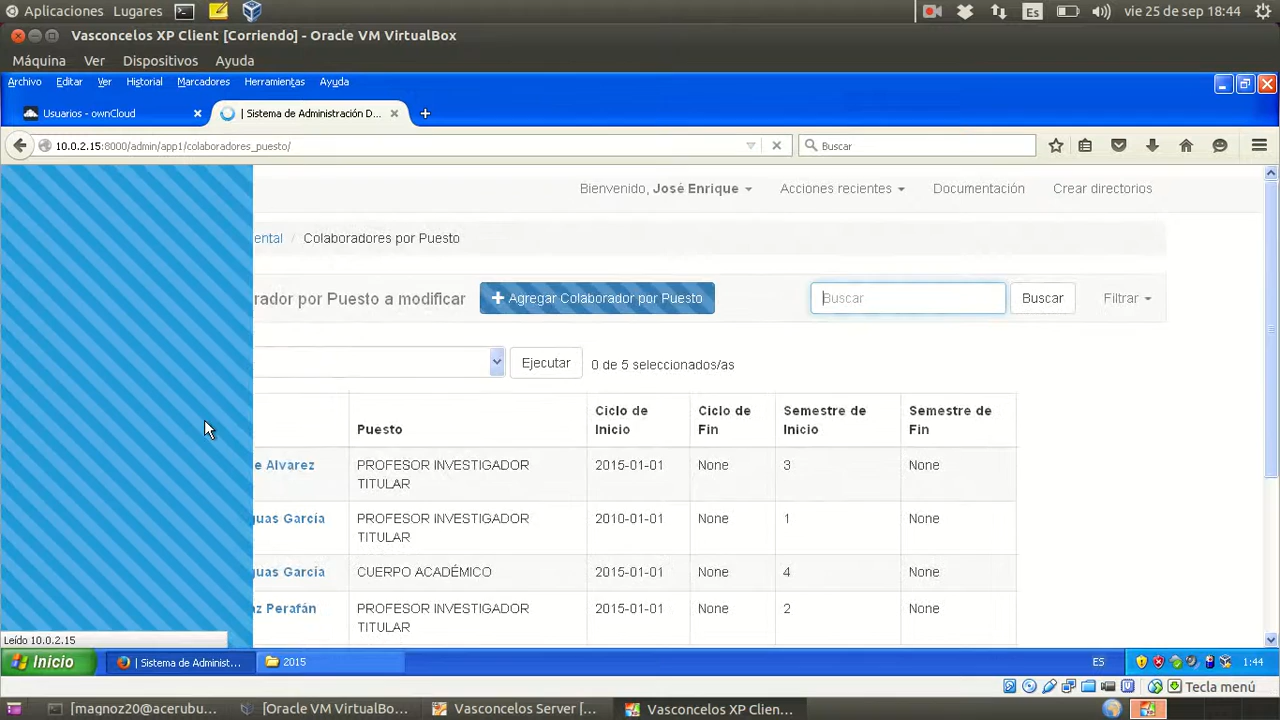 Aplicaciones Lugares Es vie 25 de sep 18:44
Vasconcelos XP Client [Corriendo] - Oracle VM VirtualBox
Máquina Ver Dispositivos Ayuda
Archivo Editar Ver Historial Marcadores Herramientas Ayuda
Usuarios - ownCloud | Sistema de Administración D...
10.0.2.15:8000/admin/app1/colaboradores_puesto/ Buscar
Bienvenido, José Enrique Acciones recientes Documentación Crear directorios
ental / Colaboradores por Puesto
rador por Puesto a modificar Agregar Colaborador por Puesto Buscar Buscar Filtrar
Ejecutar 0 de 5 seleccionados/as
Puesto Ciclo de Inicio Ciclo de Fin Semestre de Inicio Semestre de Fin
e Alvarez PROFESOR INVESTIGADOR TITULAR 2015-01-01 None 3 None
guas García PROFESOR INVESTIGADOR TITULAR 2010-01-01 None 1 None
guas García CUERPO ACADÉMICO 2015-01-01 None 4 None
az Perafán PROFESOR INVESTIGADOR TITULAR 2015-01-01 None 2 None
Leído 10.0.2.15
Inicio | Sistema de Administ... 2015 ES 1:44
Tecla menú
[magnoz20@acerubu... [Oracle VM VirtualBo... Vasconcelos Server [... Vasconcelos XP Clien...